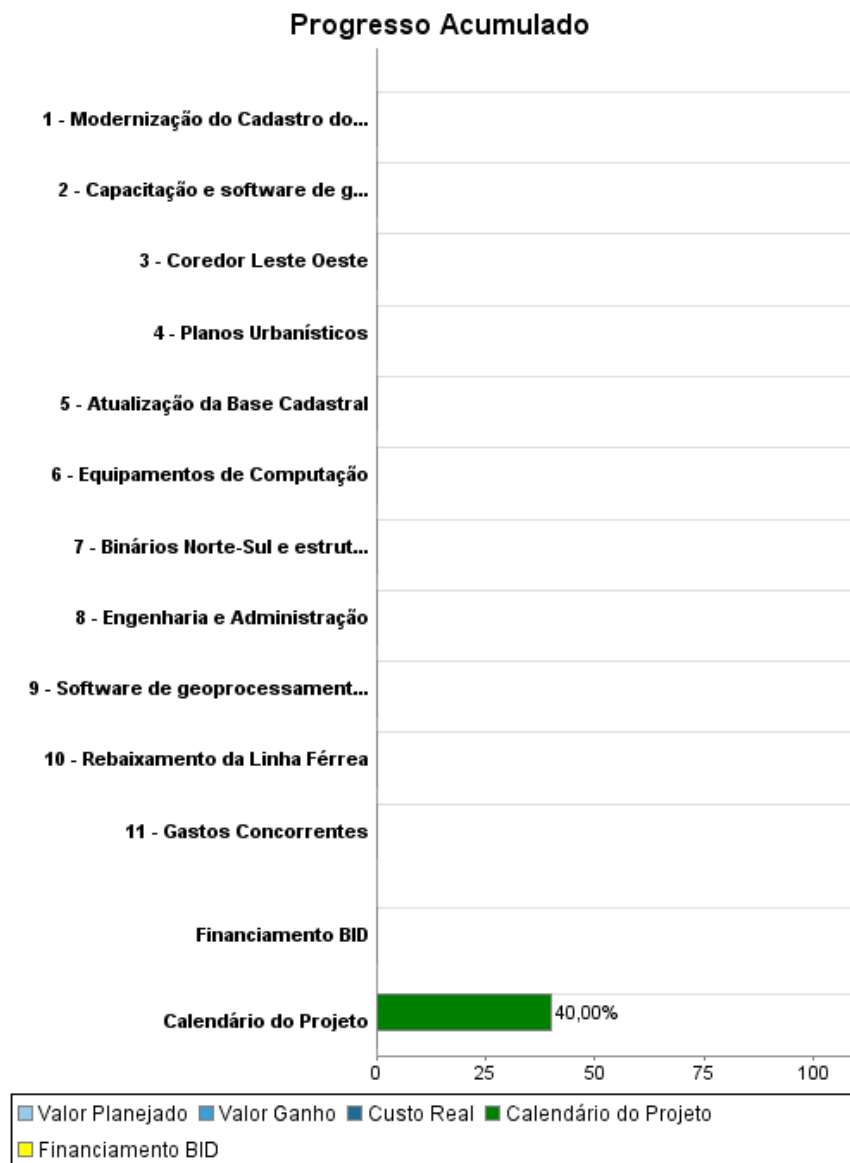 Progresso Acumulado
1 - Modernização do Cadastro do...
2 - Capacitação e software de g...
3 - Coredor Leste Oeste
4 - Planos Urbanísticos
5 - Atualização da Base Cadastral
6 - Equipamentos de Computação
7 - Binários Norte-Sul e estrut...
8 - Engenharia e Administração
9 - Software de geoprocessament...
10 - Rebaixamento da Linha Férrea
11 - Gastos Concorrentes
Financiamento BID
Calendário do Projeto 40,00%
0 25 50 75 100
Valor Planejado Valor Ganho Custo Real Calendário do Projeto
Financiamento BID